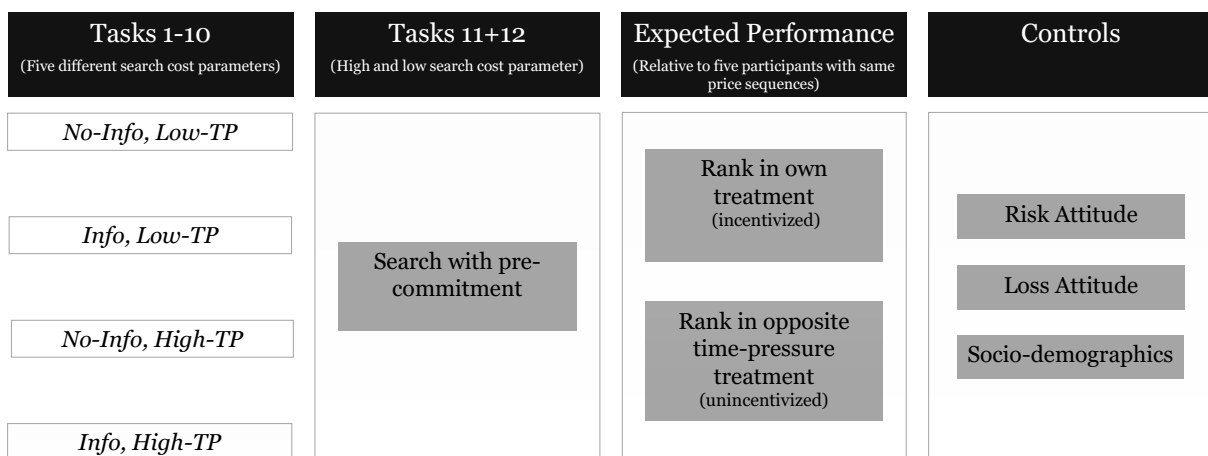 Tasks 1-10
(Five different search cost parameters)
No-Info, Low-TP
Info, Low-TP
No-Info, High-TP
Info, High-TP
Tasks 11+12
(High and low search cost parameter)
Search with pre-
commitment
Expected Performance
(Relative to five participants with same
price sequences)
Rank in own
treatment
(incentivized)
Rank in opposite
time-pressure
treatment
(unincentivized)
Controls
Risk Attitude
Loss Attitude
Socio-demographics